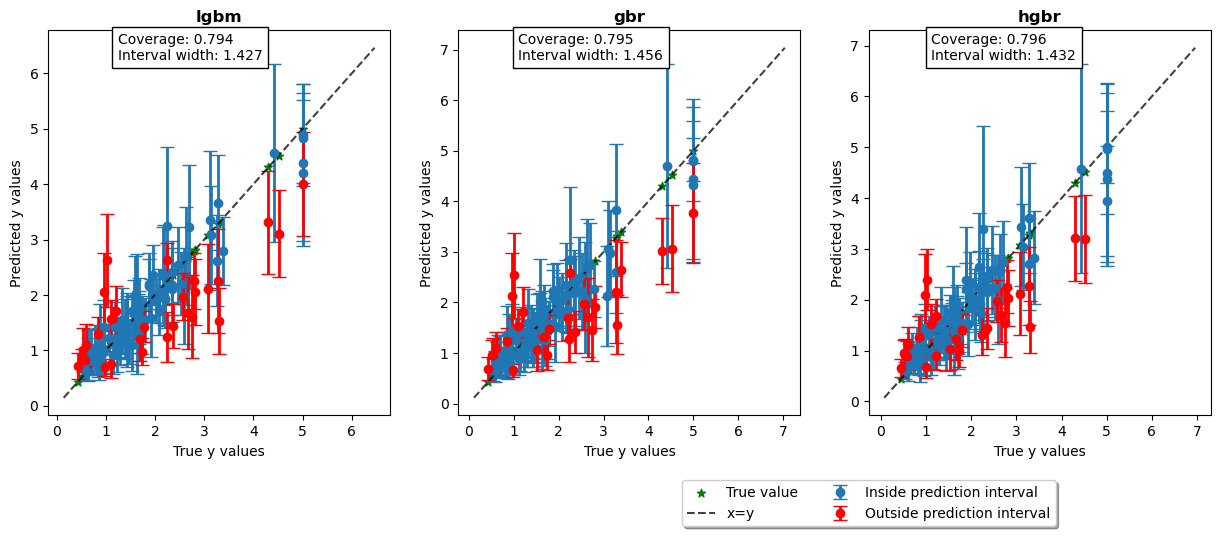 lgbm
Coverage: 0.794
Interval width: 1.427
Predicted y values
6
5
4
3
2
1
0
0 1 2 3 4 5 6
True y values
gbr
Coverage: 0.795
Interval width: 1.456
Predicted y values
7
6
5
4
3
2
1
0
0 1 2 3 4 5 6 7
True y values
hgbr
Coverage: 0.796
Interval width: 1.432
Predicted y values
7
6
5
4
3
2
1
0
0 1 2 3 4 5 6 7
True y values
True value
x=y
Inside prediction interval
Outside prediction interval